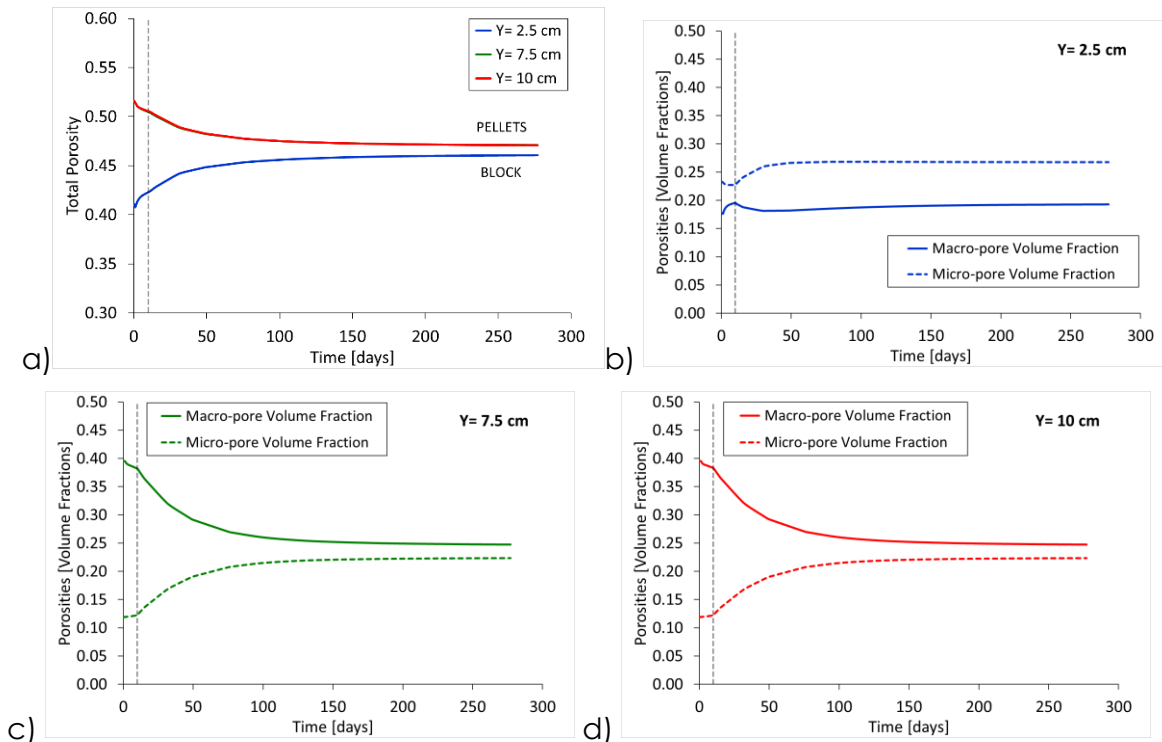 0.60
0.55
0.50
0.45
0.40
0.35
0.30
Total Porosity
Y= 2.5 cm
Y= 7.5 cm
Y= 10 cm
PELLETS
BLOCK
0 50 100 150 200 250 300
Time [days]
a)
0.50
0.45
0.40
0.35
0.30
0.25
0.20
0.15
0.10
0.05
0.00
Porosities [Volume Fractions]
Y= 2.5 cm
Macro-pore Volume Fraction
Micro-pore Volume Fraction
0 50 100 150 200 250 300
Time [days]
b)
0.50
0.45
0.40
0.35
0.30
0.25
0.20
0.15
0.10
0.05
0.00
Porosities [Volume Fractions]
Macro-pore Volume Fraction
Micro-pore Volume Fraction
Y= 7.5 cm
0 50 100 150 200 250 300
Time [days]
c)
0.50
0.45
0.40
0.35
0.30
0.25
0.20
0.15
0.10
0.05
0.00
Porosities [Volume Fractions]
Macro-pore Volume Fraction
Micro-pore Volume Fraction
Y= 10 cm
0 50 100 150 200 250 300
Time [days]
d)